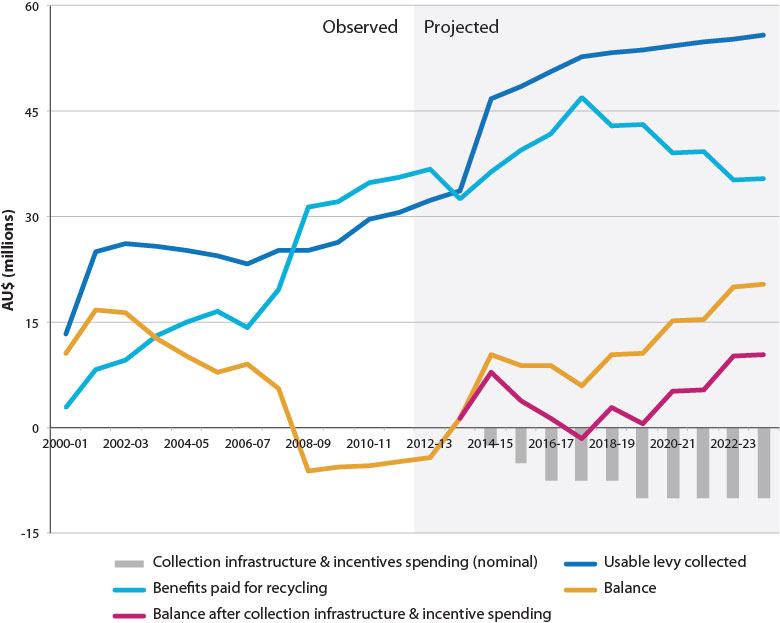 60
Observed
Projected
45
30
AU$ (millions)
15
0
2000-01 2002-03 2004-05 2006-07 2008-09 2010-11 2012-13 2014-15 2016-17 2018-19 2020-21 2022-23
-15
Collection infrastructure & incentives spending (nominal)
Usable levy collected
Benefits paid for recycling
Balance
Balance after collection infrastructure & incentive spending